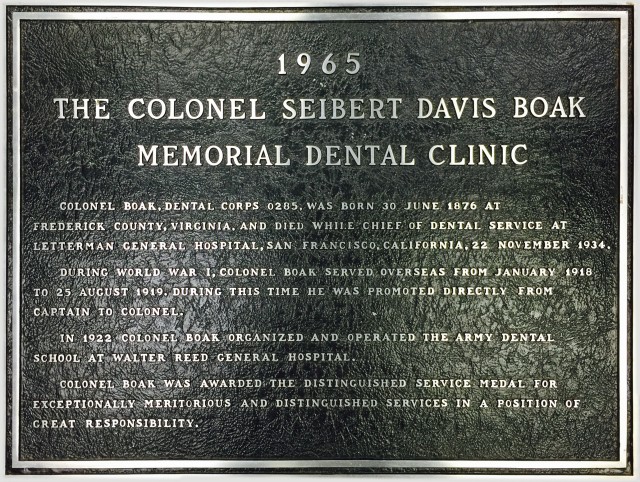 1965
THE COLONEL SEIBERT DAVIS BOAK
MEMORIAL DENTAL CLINIC
COLONEL BOAK, DENTAL CORPS 0285, WAS BORN 30 JUNE 1876 AT
FREDERICK COUNTY, VIRGINIA, AND DIED WHILE CHIEF OF DENTAL SERVICE AT
LETTERMAN GENERAL HOSPITAL, SAN FRANCISCO, CALIFORNIA, 22 NOVEMBER 1934.
DURING WORLD WAR I, COLONEL BOAK SERVED OVERSEAS FROM JANUARY 1918
TO 25 AUGUST 1919. DURING THIS TIME HE WAS PROMOTED DIRECTLY FROM
CAPTAIN TO COLONEL.
IN 1922 COLONEL BOAK ORGANIZED AND OPERATED THE ARMY DENTAL
SCHOOL AT WALTER REED GENERAL HOSPITAL.
COLONEL BOAK WAS AWARDED THE DISTINGUISHED SERVICE MEDAL FOR
EXCEPTIONALLY MERITORIOUS AND DISTINGUISHED SERVICES IN A POSITION OF
GREAT RESPONSIBILITY.